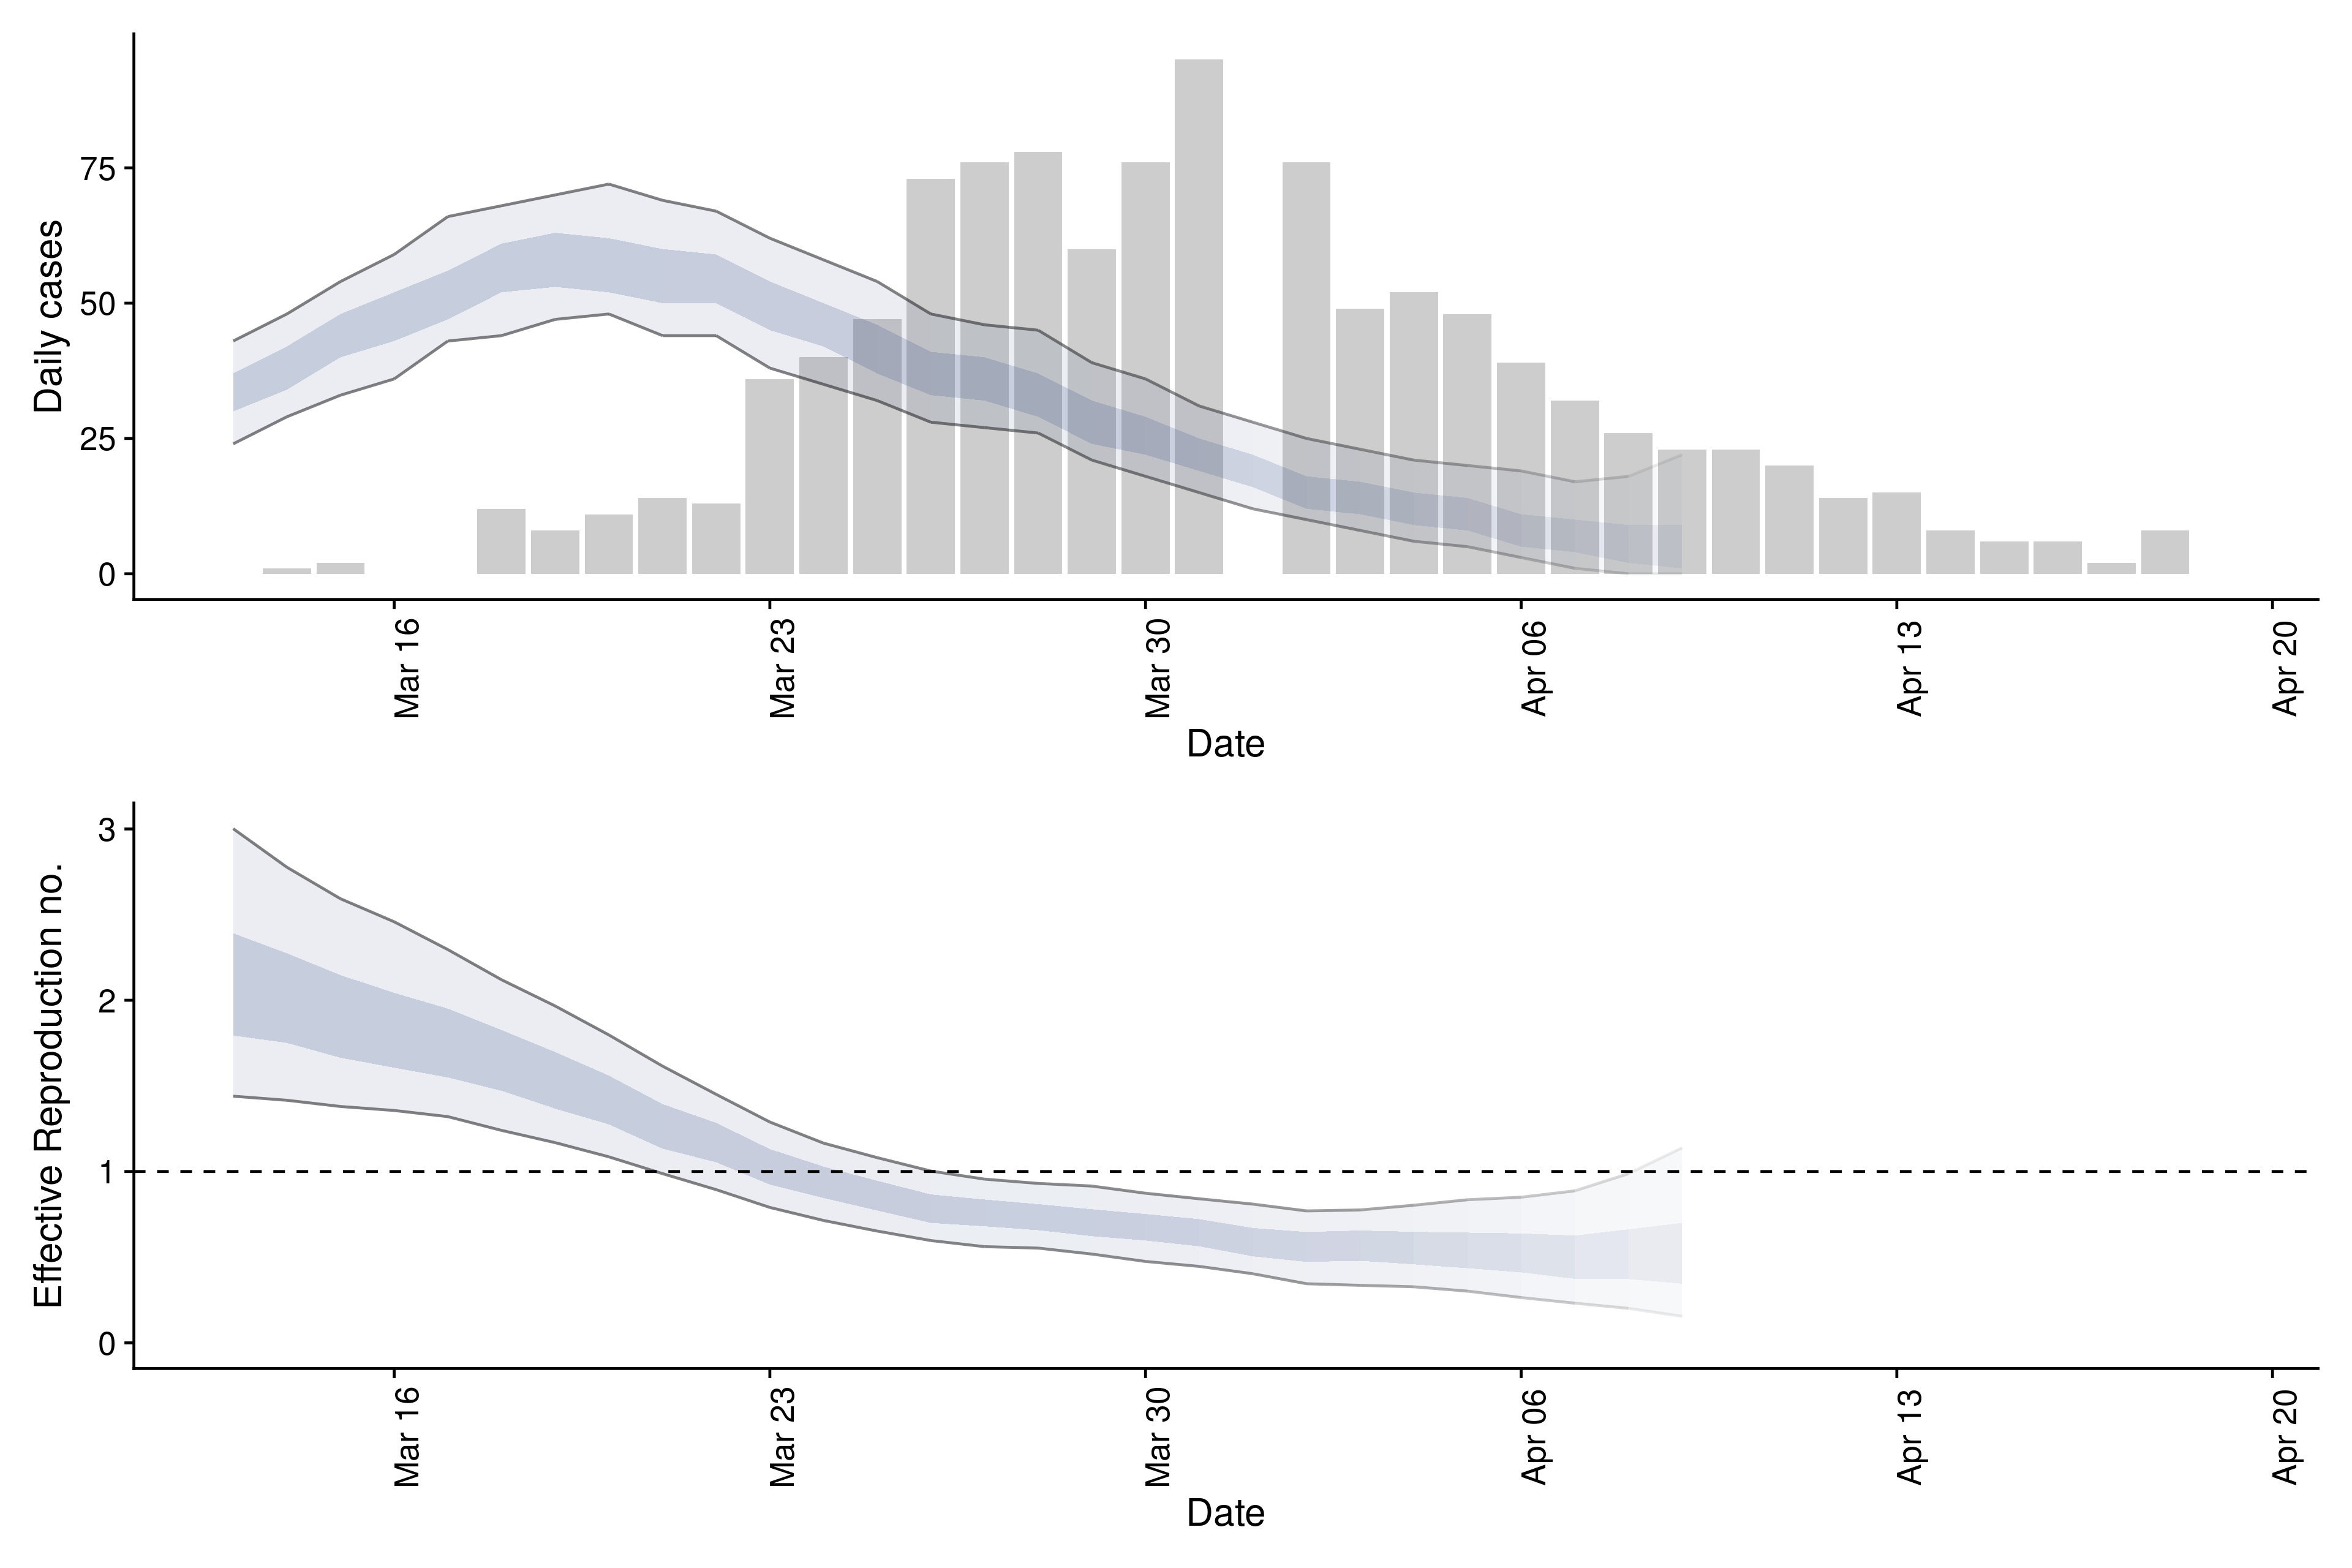 Daily cases
75
50
25
0
Mar 16
Mar 23
Mar 30
Apr 06
Apr 13
Apr 20
Date
Effective Reproduction no.
3
2
1
0
Mar 16
Mar 23
Mar 30
Apr 06
Apr 13
Apr 20
Date